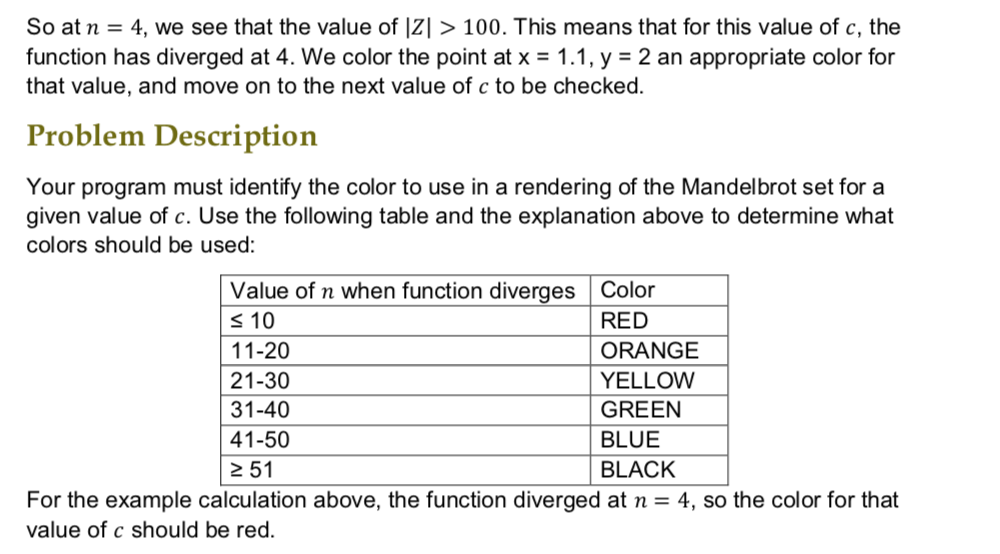 So at n = 4, we see that the value of |Z| > 100. This means that for this value of c, the
function has diverged at 4. We color the point at x = 1.1, y = 2 an appropriate color for
that value, and move on to the next value of c to be checked.
Problem Description
Your program must identify the color to use in a rendering of the Mandelbrot set for a
given value of c. Use the following table and the explanation above to determine what
colors should be used:
Value of n when function diverges Color
≤ 10 RED
11-20 ORANGE
21-30 YELLOW
31-40 GREEN
41-50 BLUE
≥ 51 BLACK
For the example calculation above, the function diverged at n = 4, so the color for that
value of c should be red.